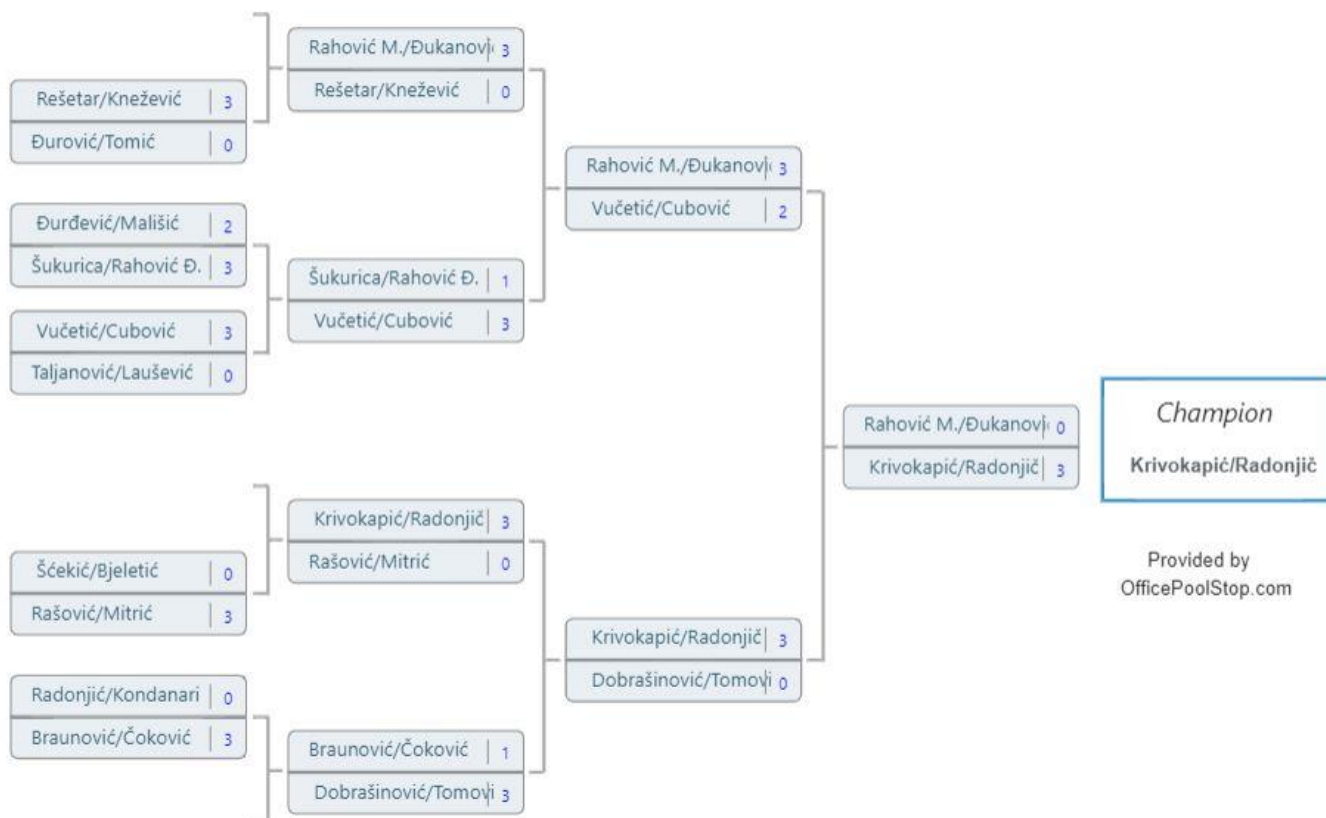 Rešetar/Knežević 3
Đurović/Tomić 0
Đurđević/Mališić 2
Šukurica/Rahović Đ. 3
Vučetić/Cubović 3
Taljanović/Laušević 0
Šćekić/Bjeletić 0
Rašović/Mitrić 3
Radonjić/Kondanari 0
Braunović/Čoković 3
Rahović M./Đukanovi 3
Rešetar/Knežević 0
Šukurica/Rahović Đ. 1
Vučetić/Cubović 3
Krivokapić/Radonjič 3
Rašović/Mitrić 0
Braunović/Čoković 1
Dobrašinović/Tomovi 3
Rahović M./Đukanovi 3
Vučetić/Cubović 2
Krivokapić/Radonjič 3
Dobrašinović/Tomovi 0
Rahović M./Đukanovi 0
Krivokapić/Radonjič 3
Champion
Krivokapić/Radonjič
Provided by
OfficePoolStop.com